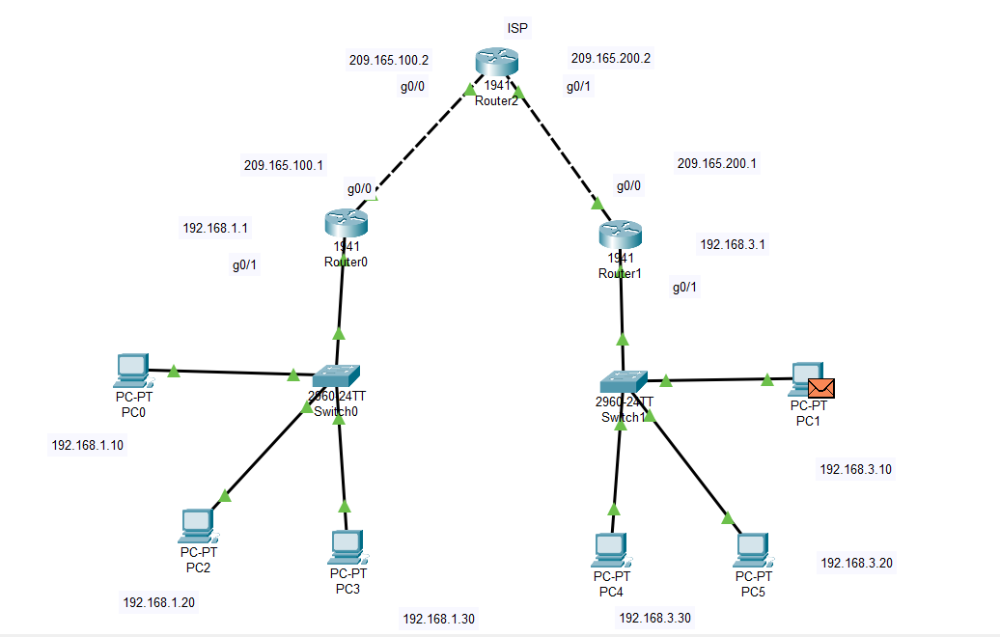 ISP
209.165.100.2
209.165.200.2
g0/0
g0/1
1941
Router2
209.165.100.1
209.165.200.1
g0/0
g0/0
192.168.1.1
192.168.3.1
1941
Router0
1941
Router1
g0/1
g0/1
2960-24TT
Switch0
2960-24TT
Switch1
PC-PT
PC0
PC-PT
PC1
192.168.1.10
192.168.3.10
PC-PT
PC2
PC-PT
PC3
PC-PT
PC4
PC-PT
PC5
192.168.3.20
192.168.1.20
192.168.1.30
192.168.3.30